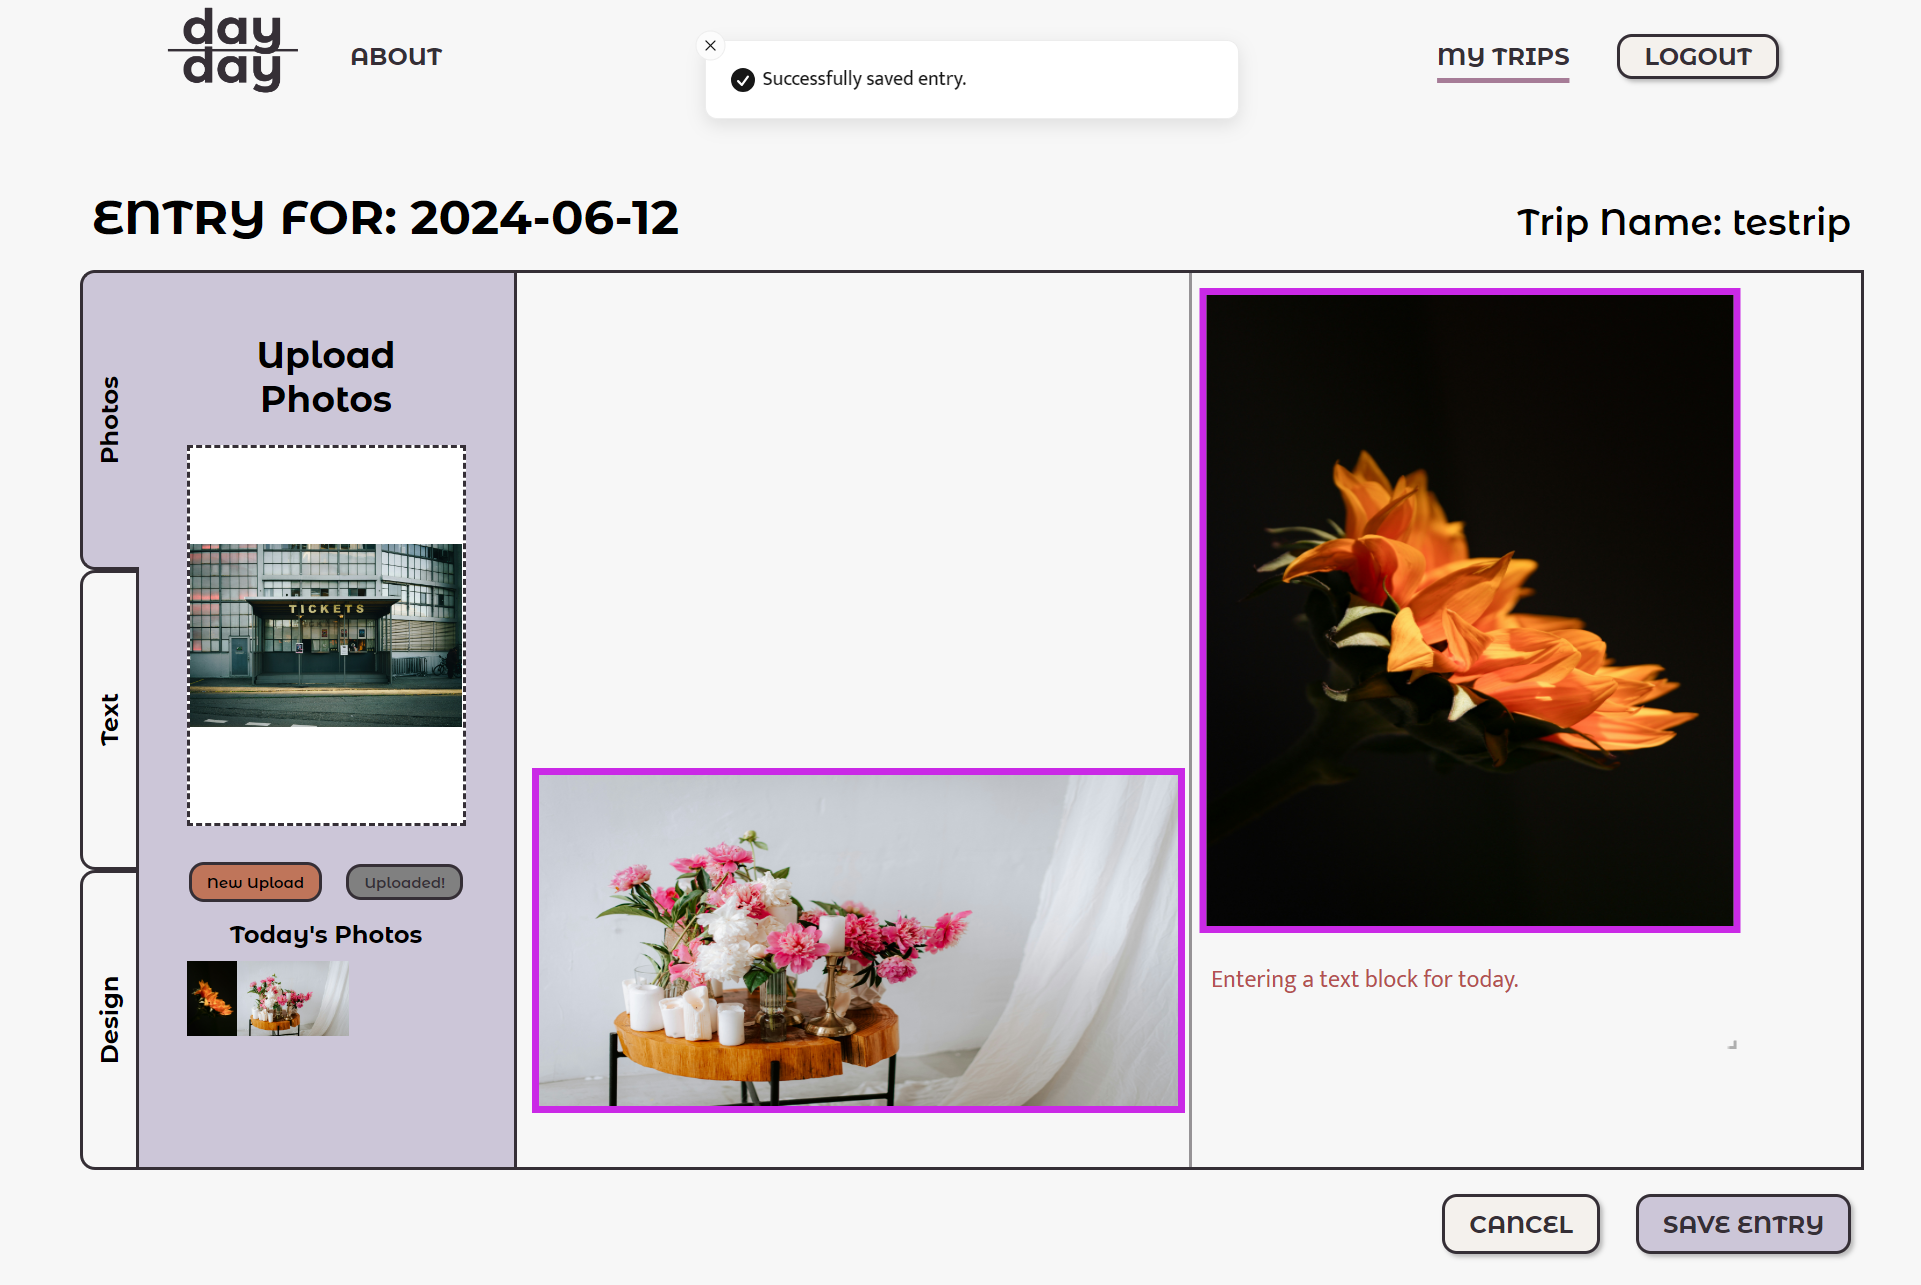 day
day
ABOUT
Successfully saved entry.
MY TRIPS
LOGOUT
ENTRY FOR: 2024-06-12
Trip Name: testrip
Photos
Text
Design
Upload
Photos
TICKETS
New Upload
Uploaded!
Today's Photos
Entering a text block for today.
CANCEL
SAVE ENTRY